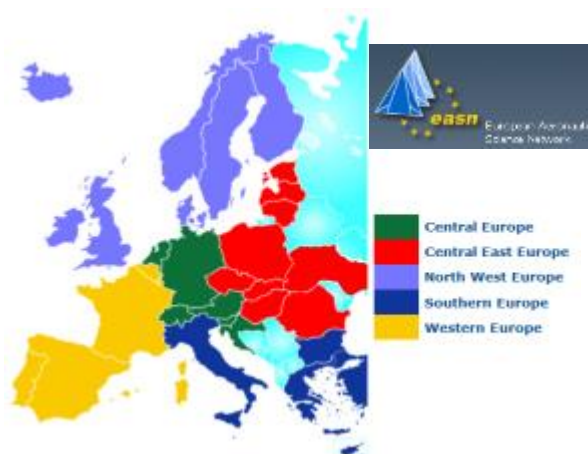 easn
European Aeronautics
Science Network
Central Europe
Central East Europe
North West Europe
Southern Europe
Western Europe